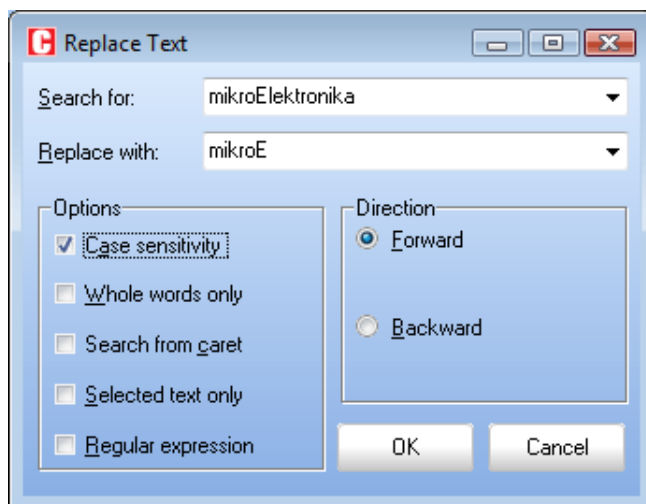 C Replace Text
Search for: mikroElektronika
Replace with: mikroE
Options
Case sensitivity
Whole words only
Search from caret
Selected text only
Regular expression
Direction
Forward
Backward
OK Cancel